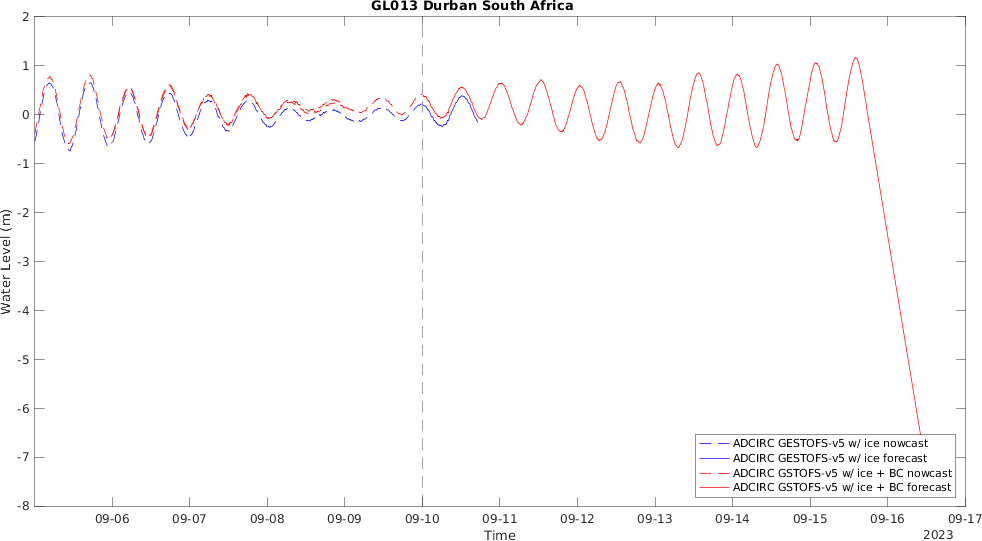 GL013 Durban South Africa
Water Level (m)
2
1
0
-1
-2
-3
-4
-5
-6
-7
-8
ADCIRC GESTOFS-v5 w/ ice nowcast
ADCIRC GESTOFS-v5 w/ ice forecast
ADCIRC GSTOFS-v5 w/ ice + BC nowcast
ADCIRC GSTOFS-v5 w/ ice + BC forecast
09-06 09-07 09-08 09-09 09-10 09-11 09-12 09-13 09-14 09-15 09-16 09-17
Time
2023